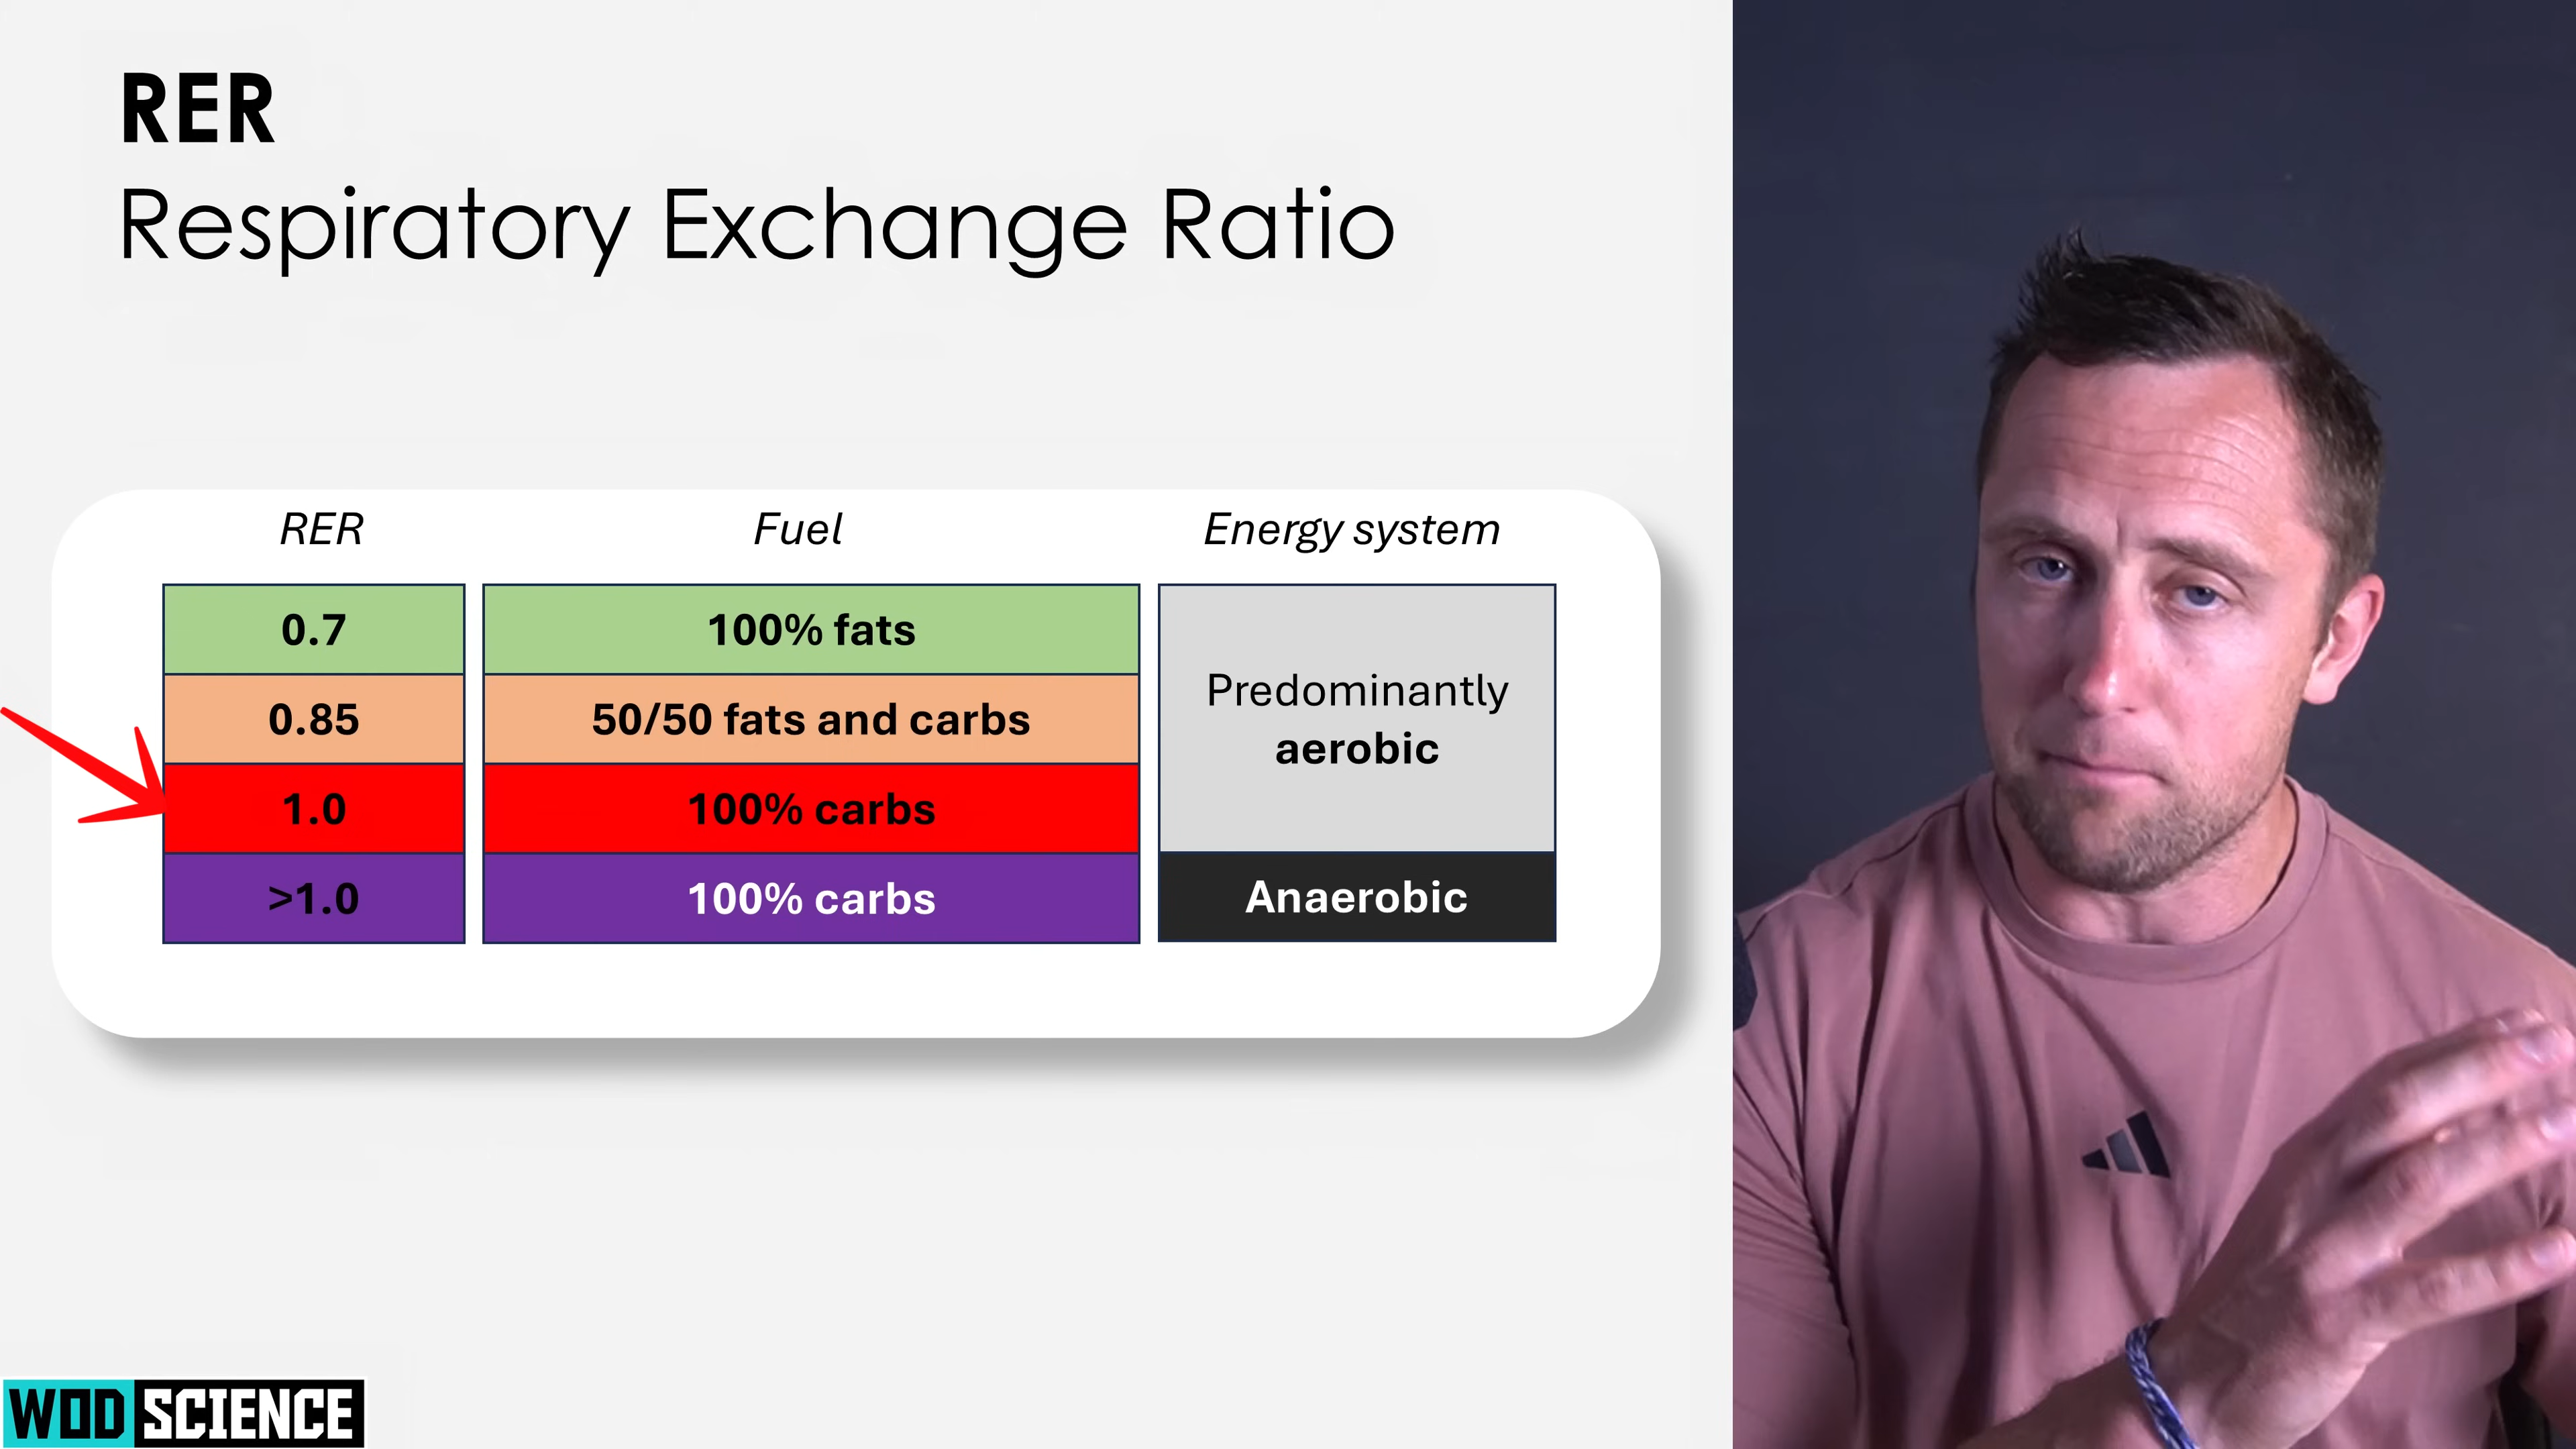 RER
Respiratory Exchange Ratio
RER Fuel Energy system
0.7 100% fats
0.85 50/50 fats and carbs
Predominantly
aerobic
1.0 100% carbs
>1.0 100% carbs Anaerobic
WOD SCIENCE